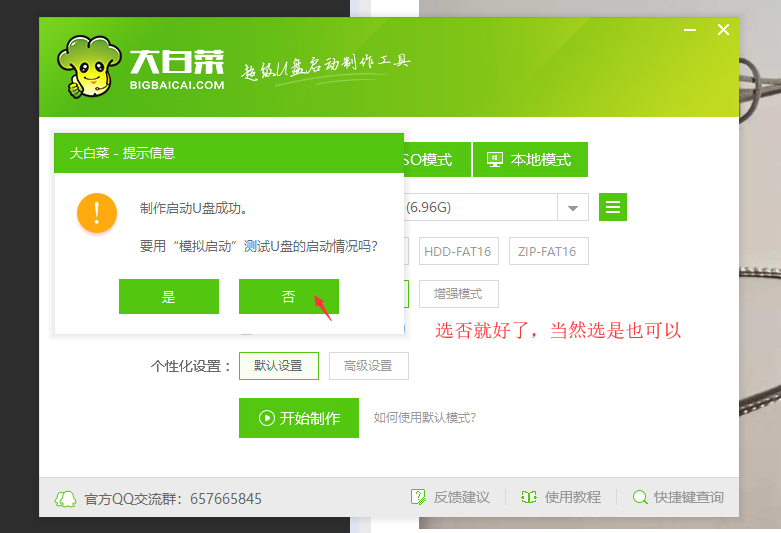 大白菜
BIGBAICAI.COM
超级U盘启动制作工具
大白菜 - 提示信息
SO模式
本地模式
制作启动U盘成功。
(6.96G)
要用“模拟启动”测试U盘的启动情况吗?
HDD-FAT16
ZIP-FAT16
是
否
增强模式
选否就好了，当然选是也可以
个性化设置：
默认设置
高级设置
开始制作
如何使用默认模式?
官方QQ交流群：657665845
反馈建议
使用教程
快捷键查询